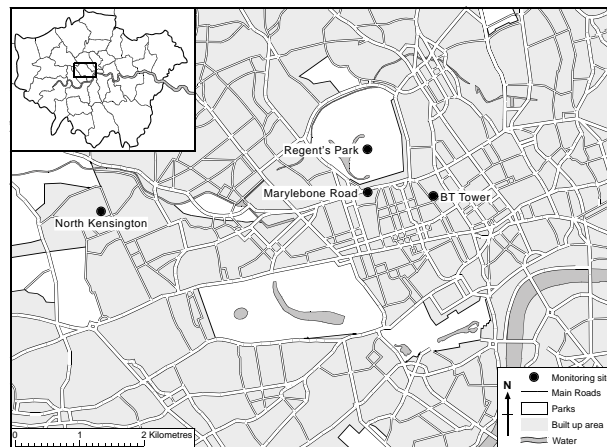 Regent's Park
Marylebone Road
BT Tower
North Kensington
N
Monitoring sit
Main Roads
Parks
Built up area
Water
0 1 2 Kilometres